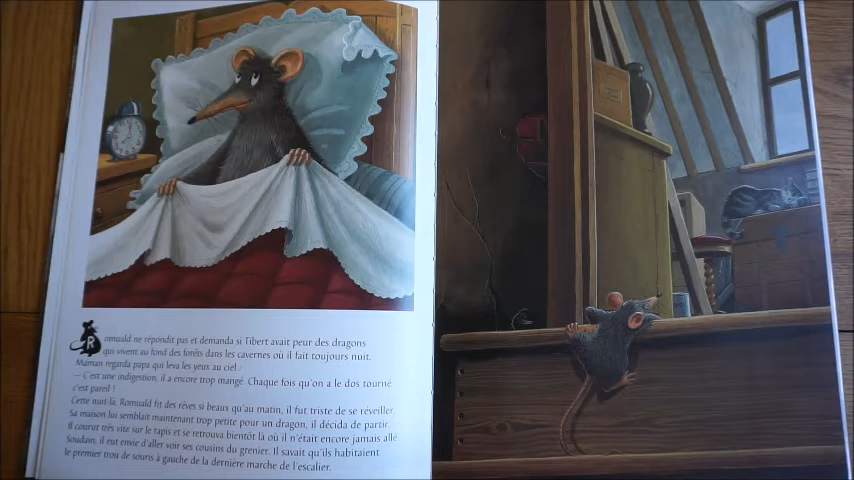 Romuald ne répondit pas et demanda si Tibert avait peur des dragons
qui vivent au fond des forêts dans les cavernes où il fait toujours nuit.
Maman regarda papa qui leva les yeux au ciel :
– C'est une indigestion, il a encore trop mangé. Chaque fois qu'on a le dos tourné
c'est pareil !
Cette nuit-là, Romuald fit des rêves si beaux qu'au matin, il fut triste de se réveiller.
Sa maison lui semblait maintenant trop petite pour un dragon, il décida de partir.
Il courut très vite sur le tapis et se retrouva bientôt là où il n'était encore jamais allé.
Soudain, il eut envie d'aller voir ses cousins du grenier. Il savait qu'ils habitaient
le premier trou de souris à gauche de la dernière marche de l'escalier.